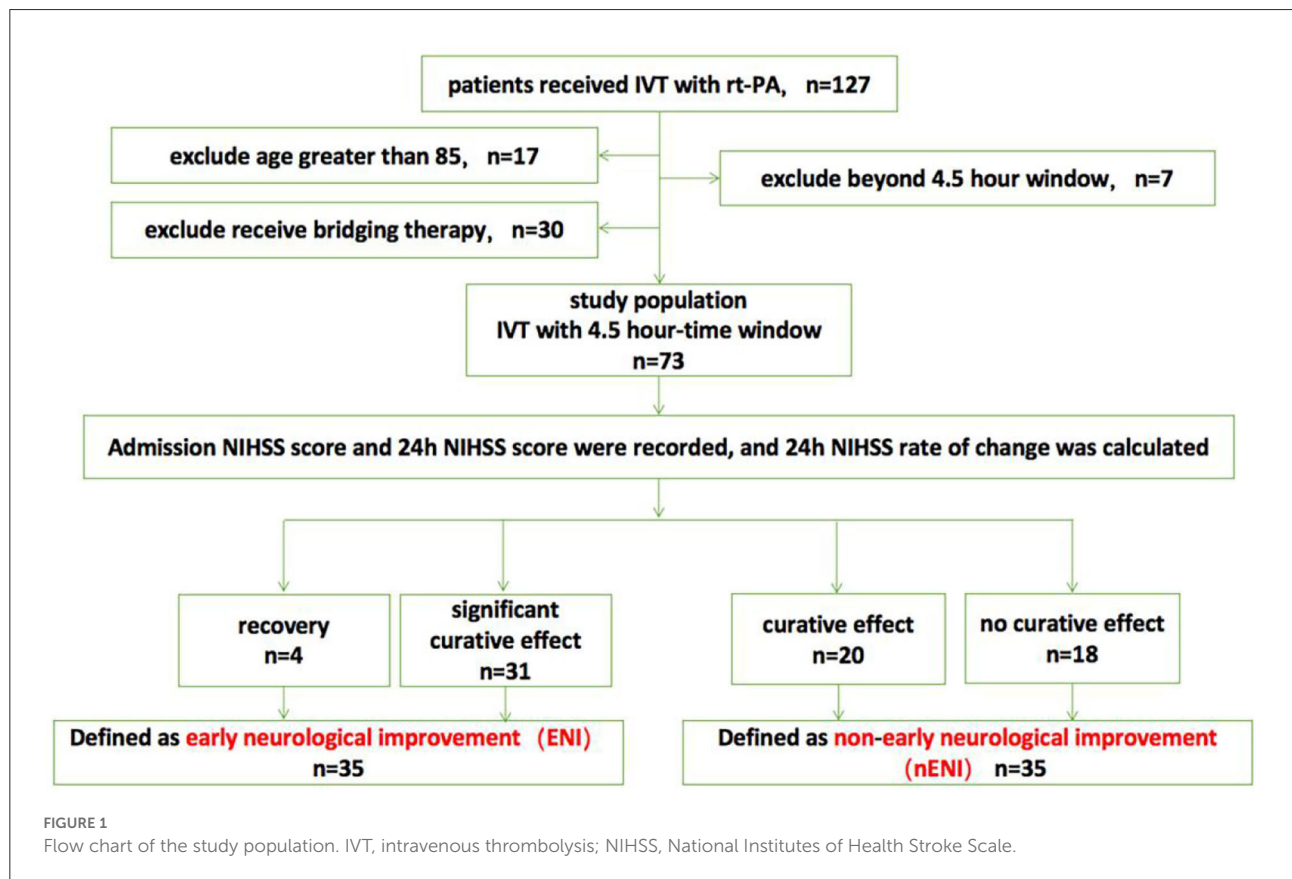 patients received IVT with rt-PA, n=127
exclude age greater than 85, n=17
exclude beyond 4.5 hour window, n=7
exclude receive bridging therapy, n=30
study population
IVT with 4.5 hour-time window
n=73
Admission NIHSS score and 24h NIHSS score were recorded, and 24h NIHSS rate of change was calculated
recovery
n=4
significant
curative effect
n=31
curative effect
n=20
no curative effect
n=18
Defined as early neurological improvement（ENI）
n=35
Defined as non-early neurological improvement
（nENI） n=35
FIGURE 1
Flow chart of the study population. IVT, intravenous thrombolysis; NIHSS, National Institutes of Health Stroke Scale.